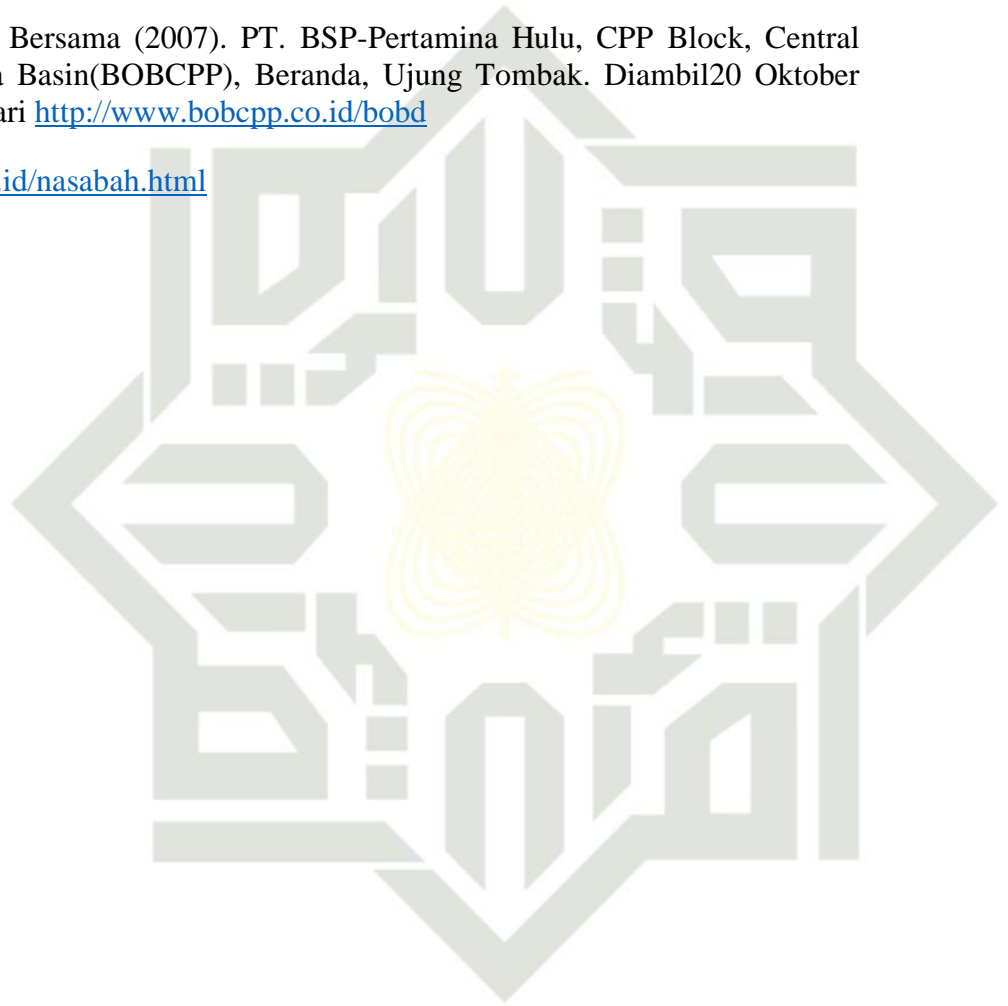 Bersama (2007). PT. BSP-Pertamina Hulu, CPP Block, Central
a Basin(BOBCPP), Beranda, Ujung Tombak. Diambil20 Oktober
ari http://www.bobcpp.co.id/bobd
.id/nasabah.html